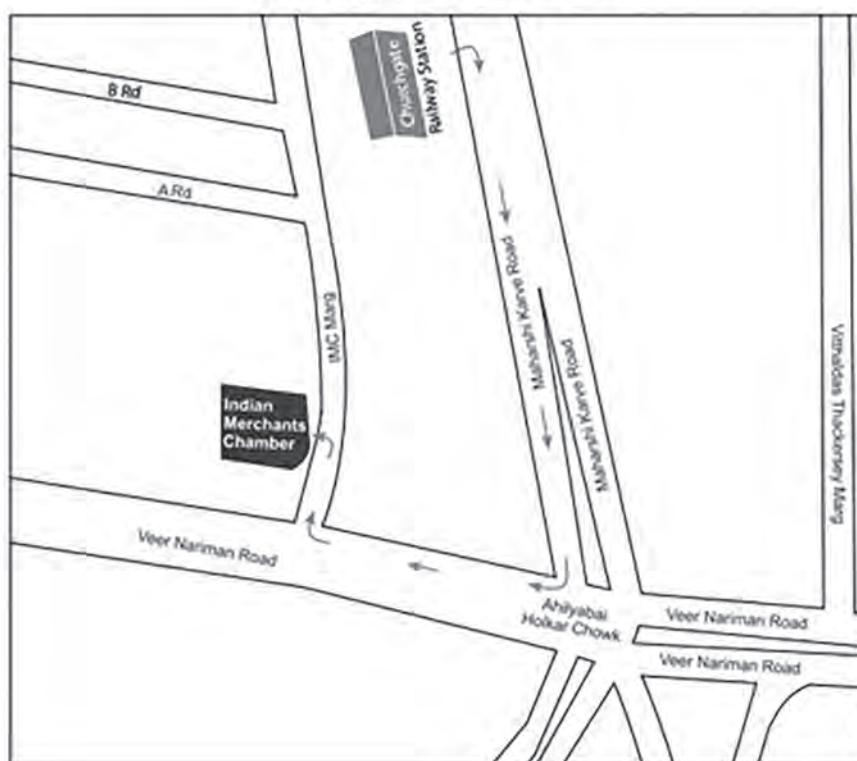 Churchgate
Railway Station
B Rd
A Rd
IMC Marg
Maharshi Karve Road
Maharshi Karve Road
Vithaldas Thackersey Marg
Indian
Merchants
Chamber
Veer Nariman Road
Ahilyabai
Holkar Chowk
Veer Nariman Road
Veer Nariman Road